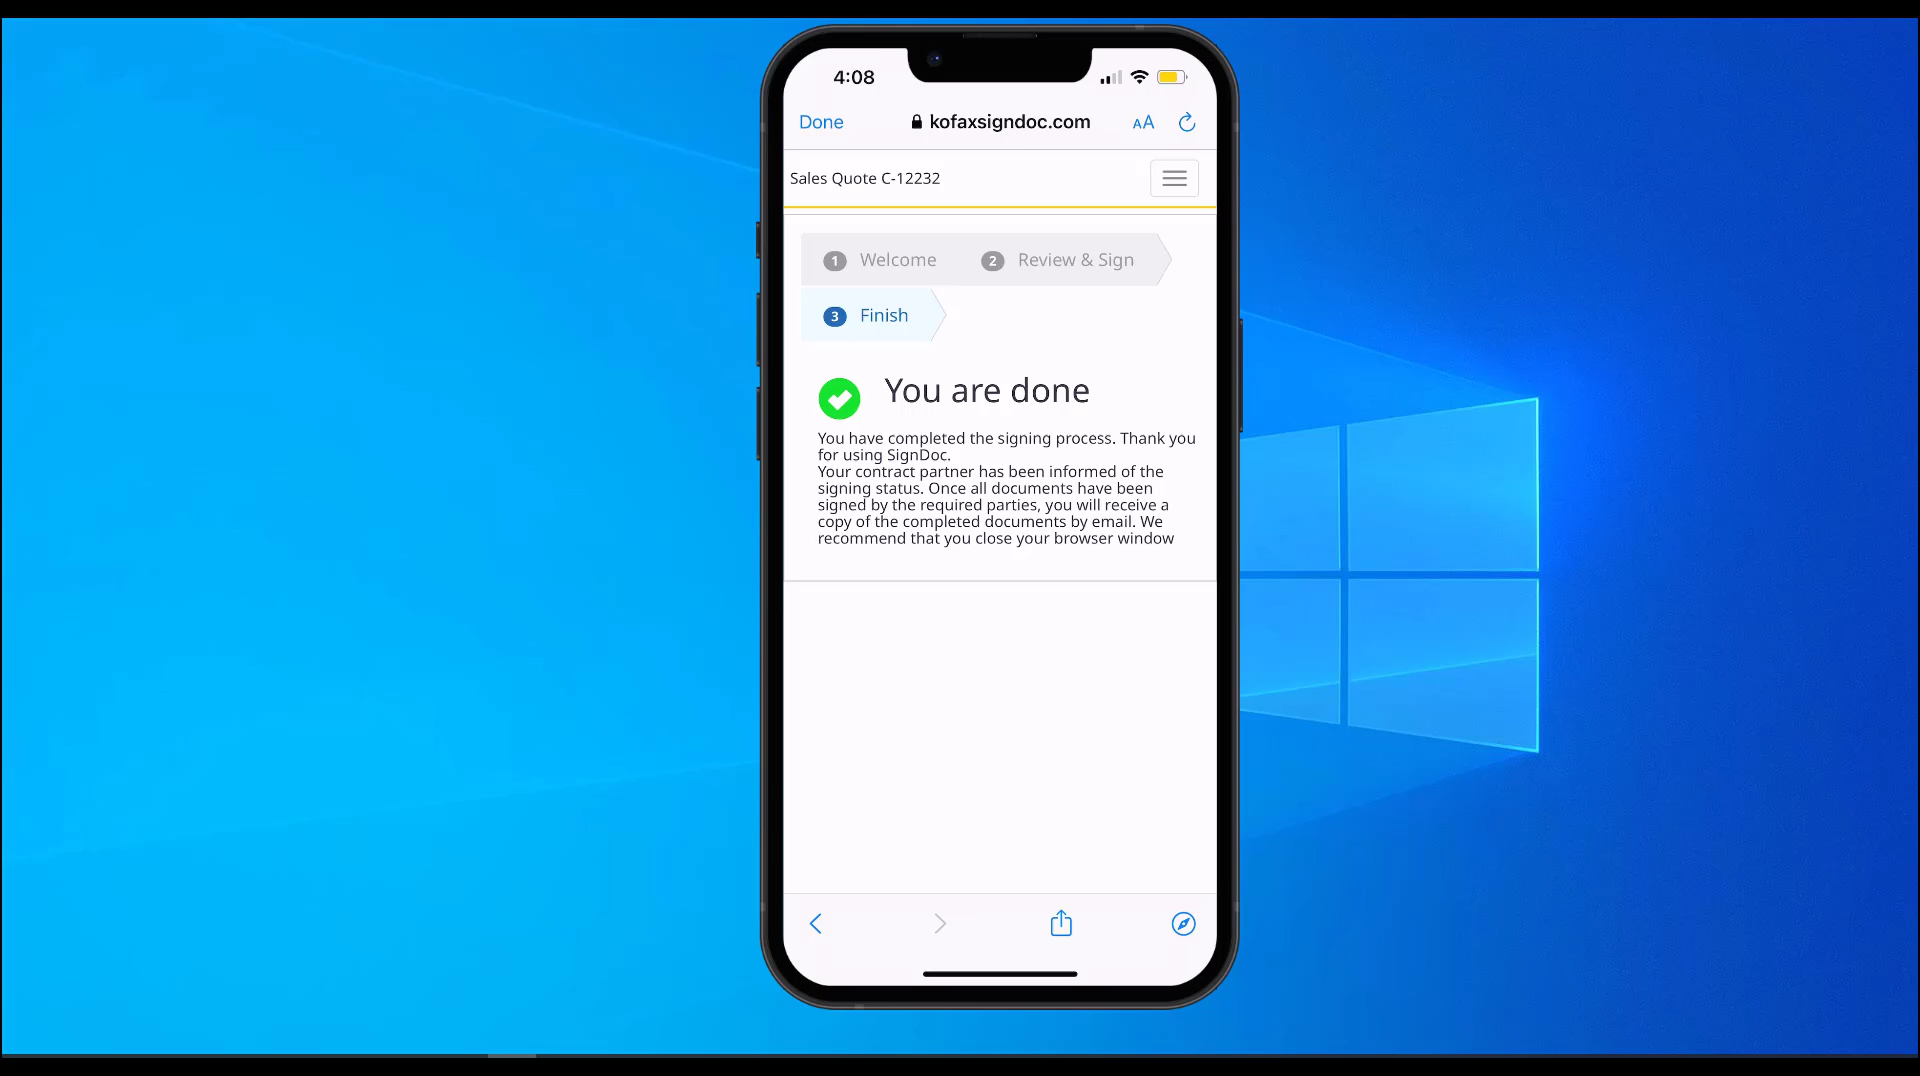 4:08
Done
kofaxsigndoc.com
AA
Sales Quote C-12232
1 Welcome
2 Review & Sign
3 Finish
You are done
You have completed the signing process. Thank you
for using SignDoc.
Your contract partner has been informed of the
signing status. Once all documents have been
signed by the required parties, you will receive a
copy of the completed documents by email. We
recommend that you close your browser window